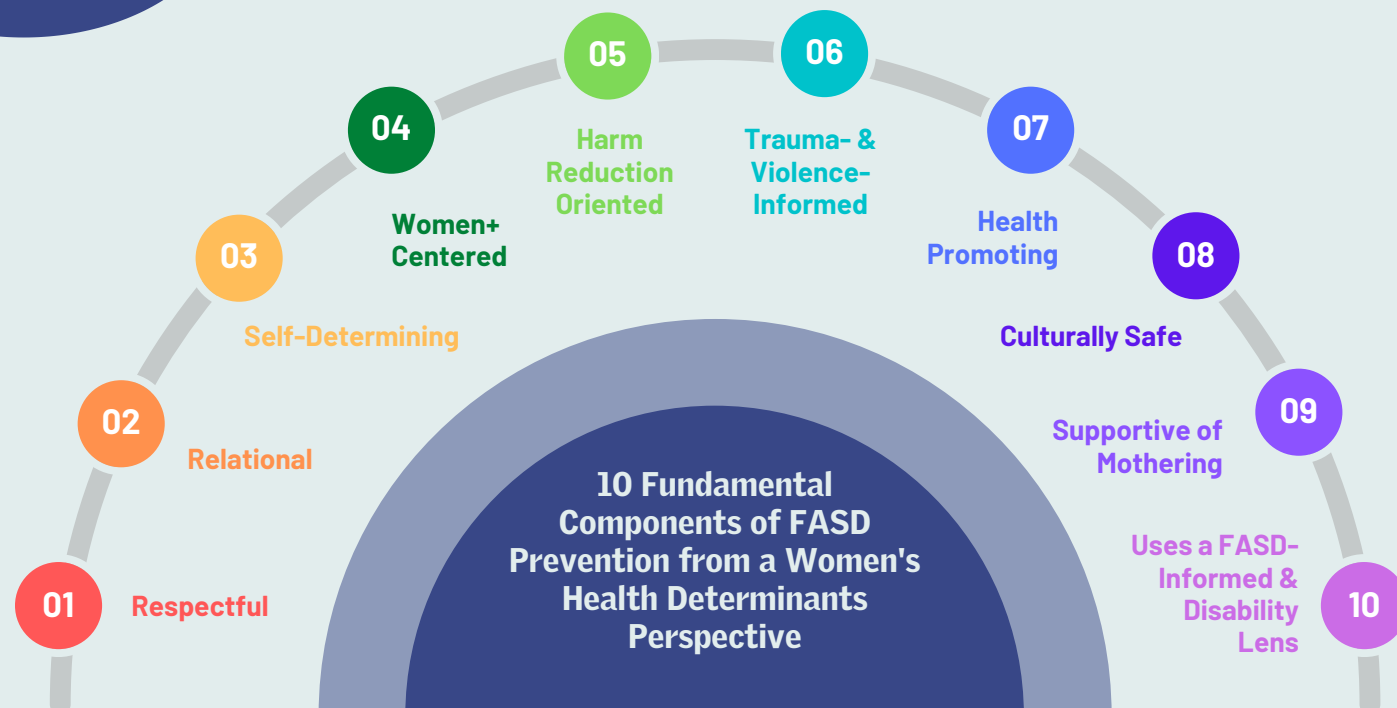 01
Respectful
02
Relational
03
Self-Determining
04
Women+
Centered
05
Harm
Reduction
Oriented
06
Trauma- &
Violence-
Informed
07
Health
Promoting
08
Culturally Safe
09
Supportive of
Mothering
10
Uses a FASD-
Informed &
Disability
Lens
10 Fundamental
Components of FASD
Prevention from a Women's
Health Determinants
Perspective